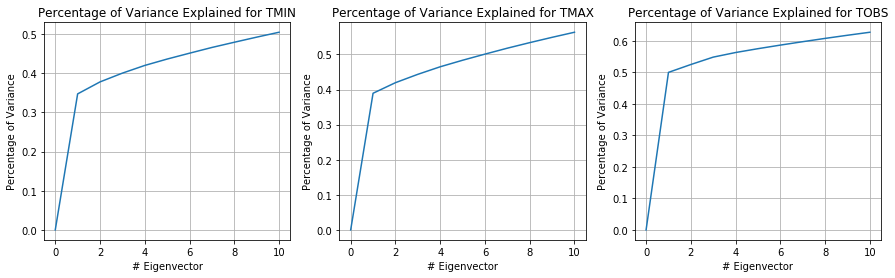 Percentage of Variance Explained for TMIN
Percentage of Variance
0.5
0.4
0.3
0.2
0.1
0.0
0 2 4 6 8 10
# Eigenvector
Percentage of Variance Explained for TMAX
Percentage of Variance
0.5
0.4
0.3
0.2
0.1
0.0
0 2 4 6 8 10
# Eigenvector
Percentage of Variance Explained for TOBS
Percentage of Variance
0.6
0.5
0.4
0.3
0.2
0.1
0.0
0 2 4 6 8 10
# Eigenvector